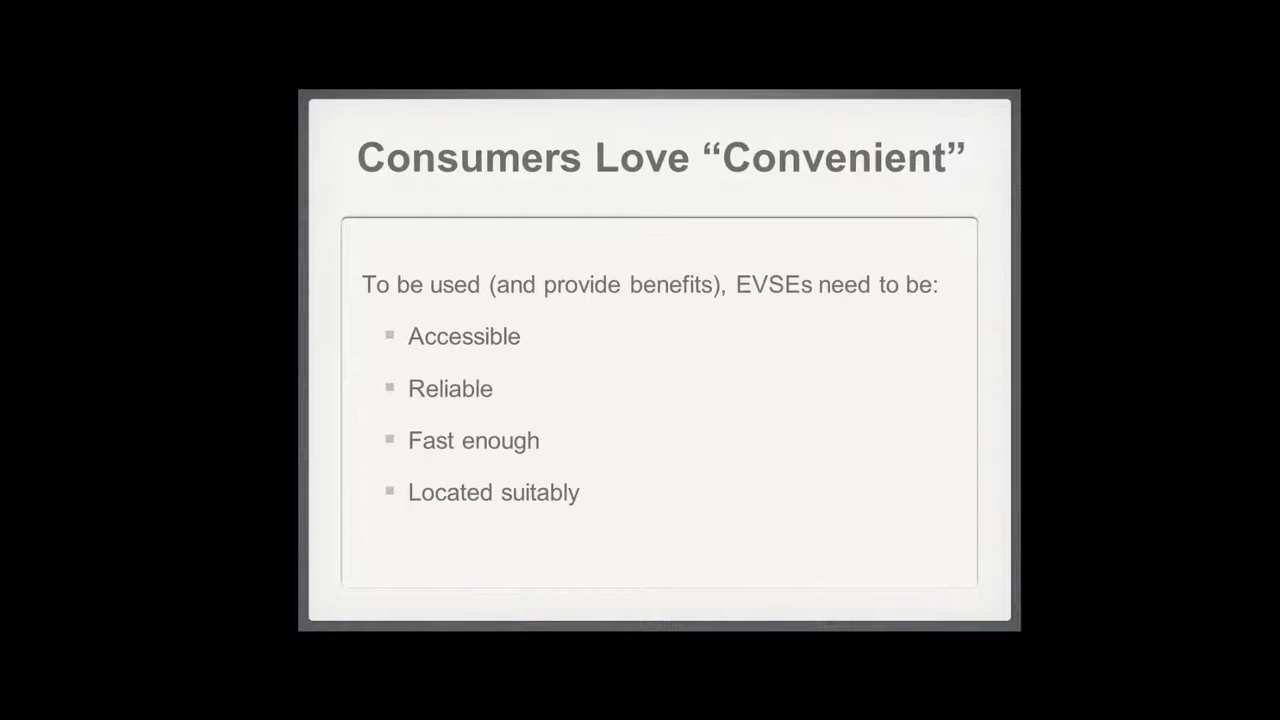 Consumers Love “Convenient”
To be used (and provide benefits), EVSEs need to be:
Accessible
Reliable
Fast enough
Located suitably